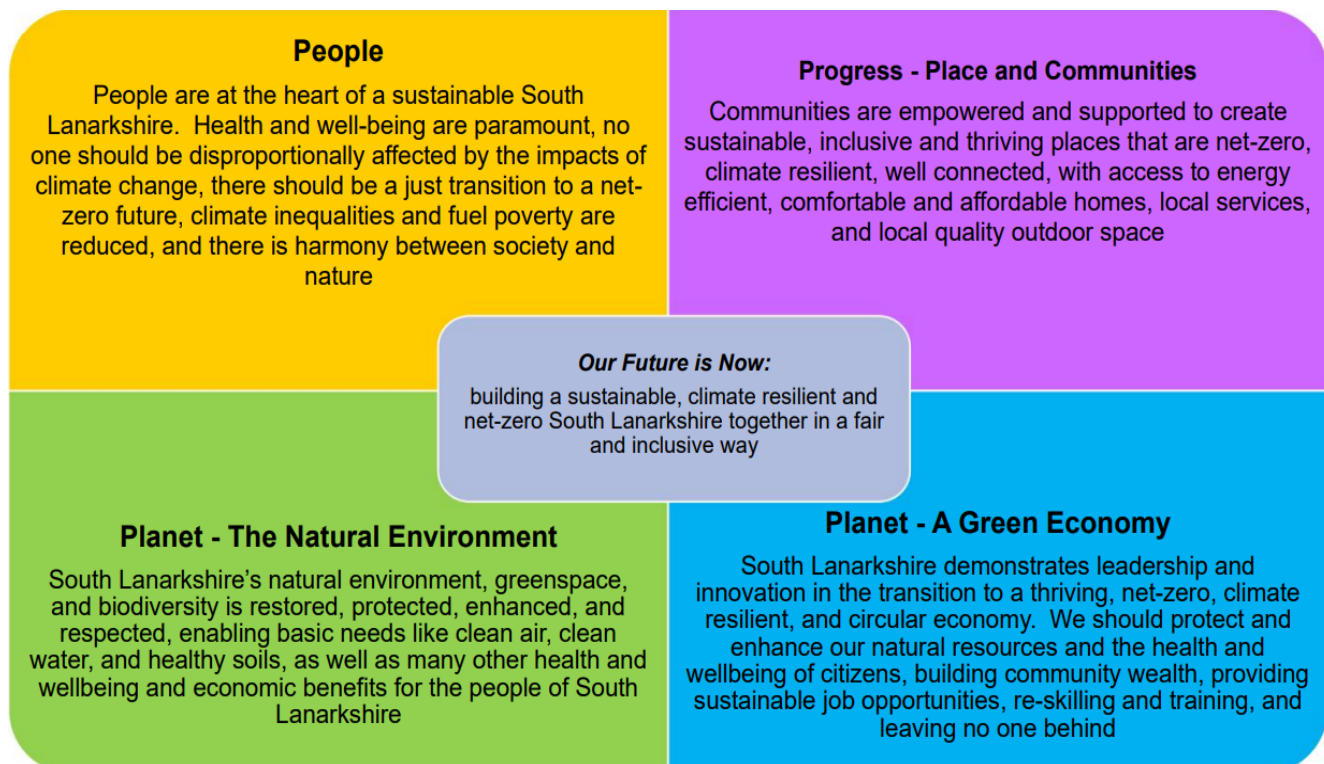 People
People are at the heart of a sustainable South
Lanarkshire.  Health and well-being are paramount, no
one should be disproportionally affected by the impacts of
climate change, there should be a just transition to a net-
zero future, climate inequalities and fuel poverty are
reduced, and there is harmony between society and
nature
Progress - Place and Communities
Communities are empowered and supported to create
sustainable, inclusive and thriving places that are net-zero,
climate resilient, well connected, with access to energy
efficient, comfortable and affordable homes, local services,
and local quality outdoor space
Our Future is Now:
building a sustainable, climate resilient and
net-zero South Lanarkshire together in a fair
and inclusive way
Planet - The Natural Environment
South Lanarkshire’s natural environment, greenspace,
and biodiversity is restored, protected, enhanced, and
respected, enabling basic needs like clean air, clean
water, and healthy soils, as well as many other health and
wellbeing and economic benefits for the people of South
Lanarkshire
Planet - A Green Economy
South Lanarkshire demonstrates leadership and
innovation in the transition to a thriving, net-zero, climate
resilient, and circular economy.  We should protect and
enhance our natural resources and the health and
wellbeing of citizens, building community wealth, providing
sustainable job opportunities, re-skilling and training, and
leaving no one behind